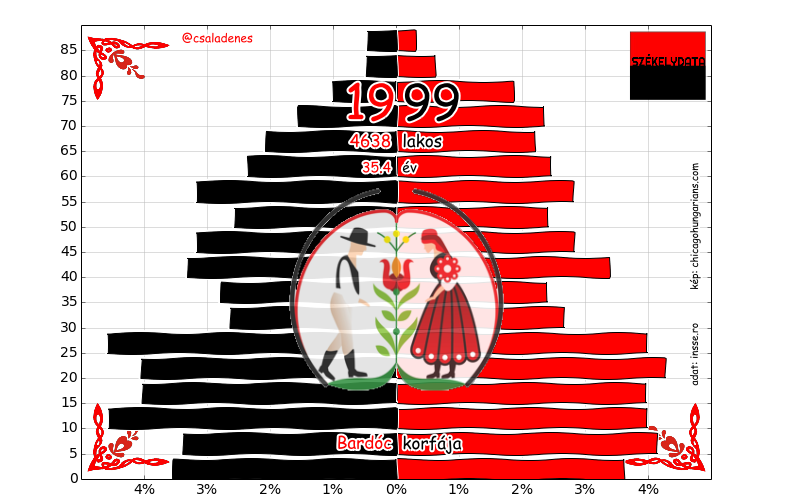 @csaladenes
SZÉKELYDATA
1999
4638 lakos
35.4 év
kép: chicagohungarians.com
adat: insse.ro
Bardóc korfája
85
80
75
70
65
60
55
50
45
40
35
30
25
20
15
10
5
0
4% 3% 2% 1% 0% 1% 2% 3% 4%